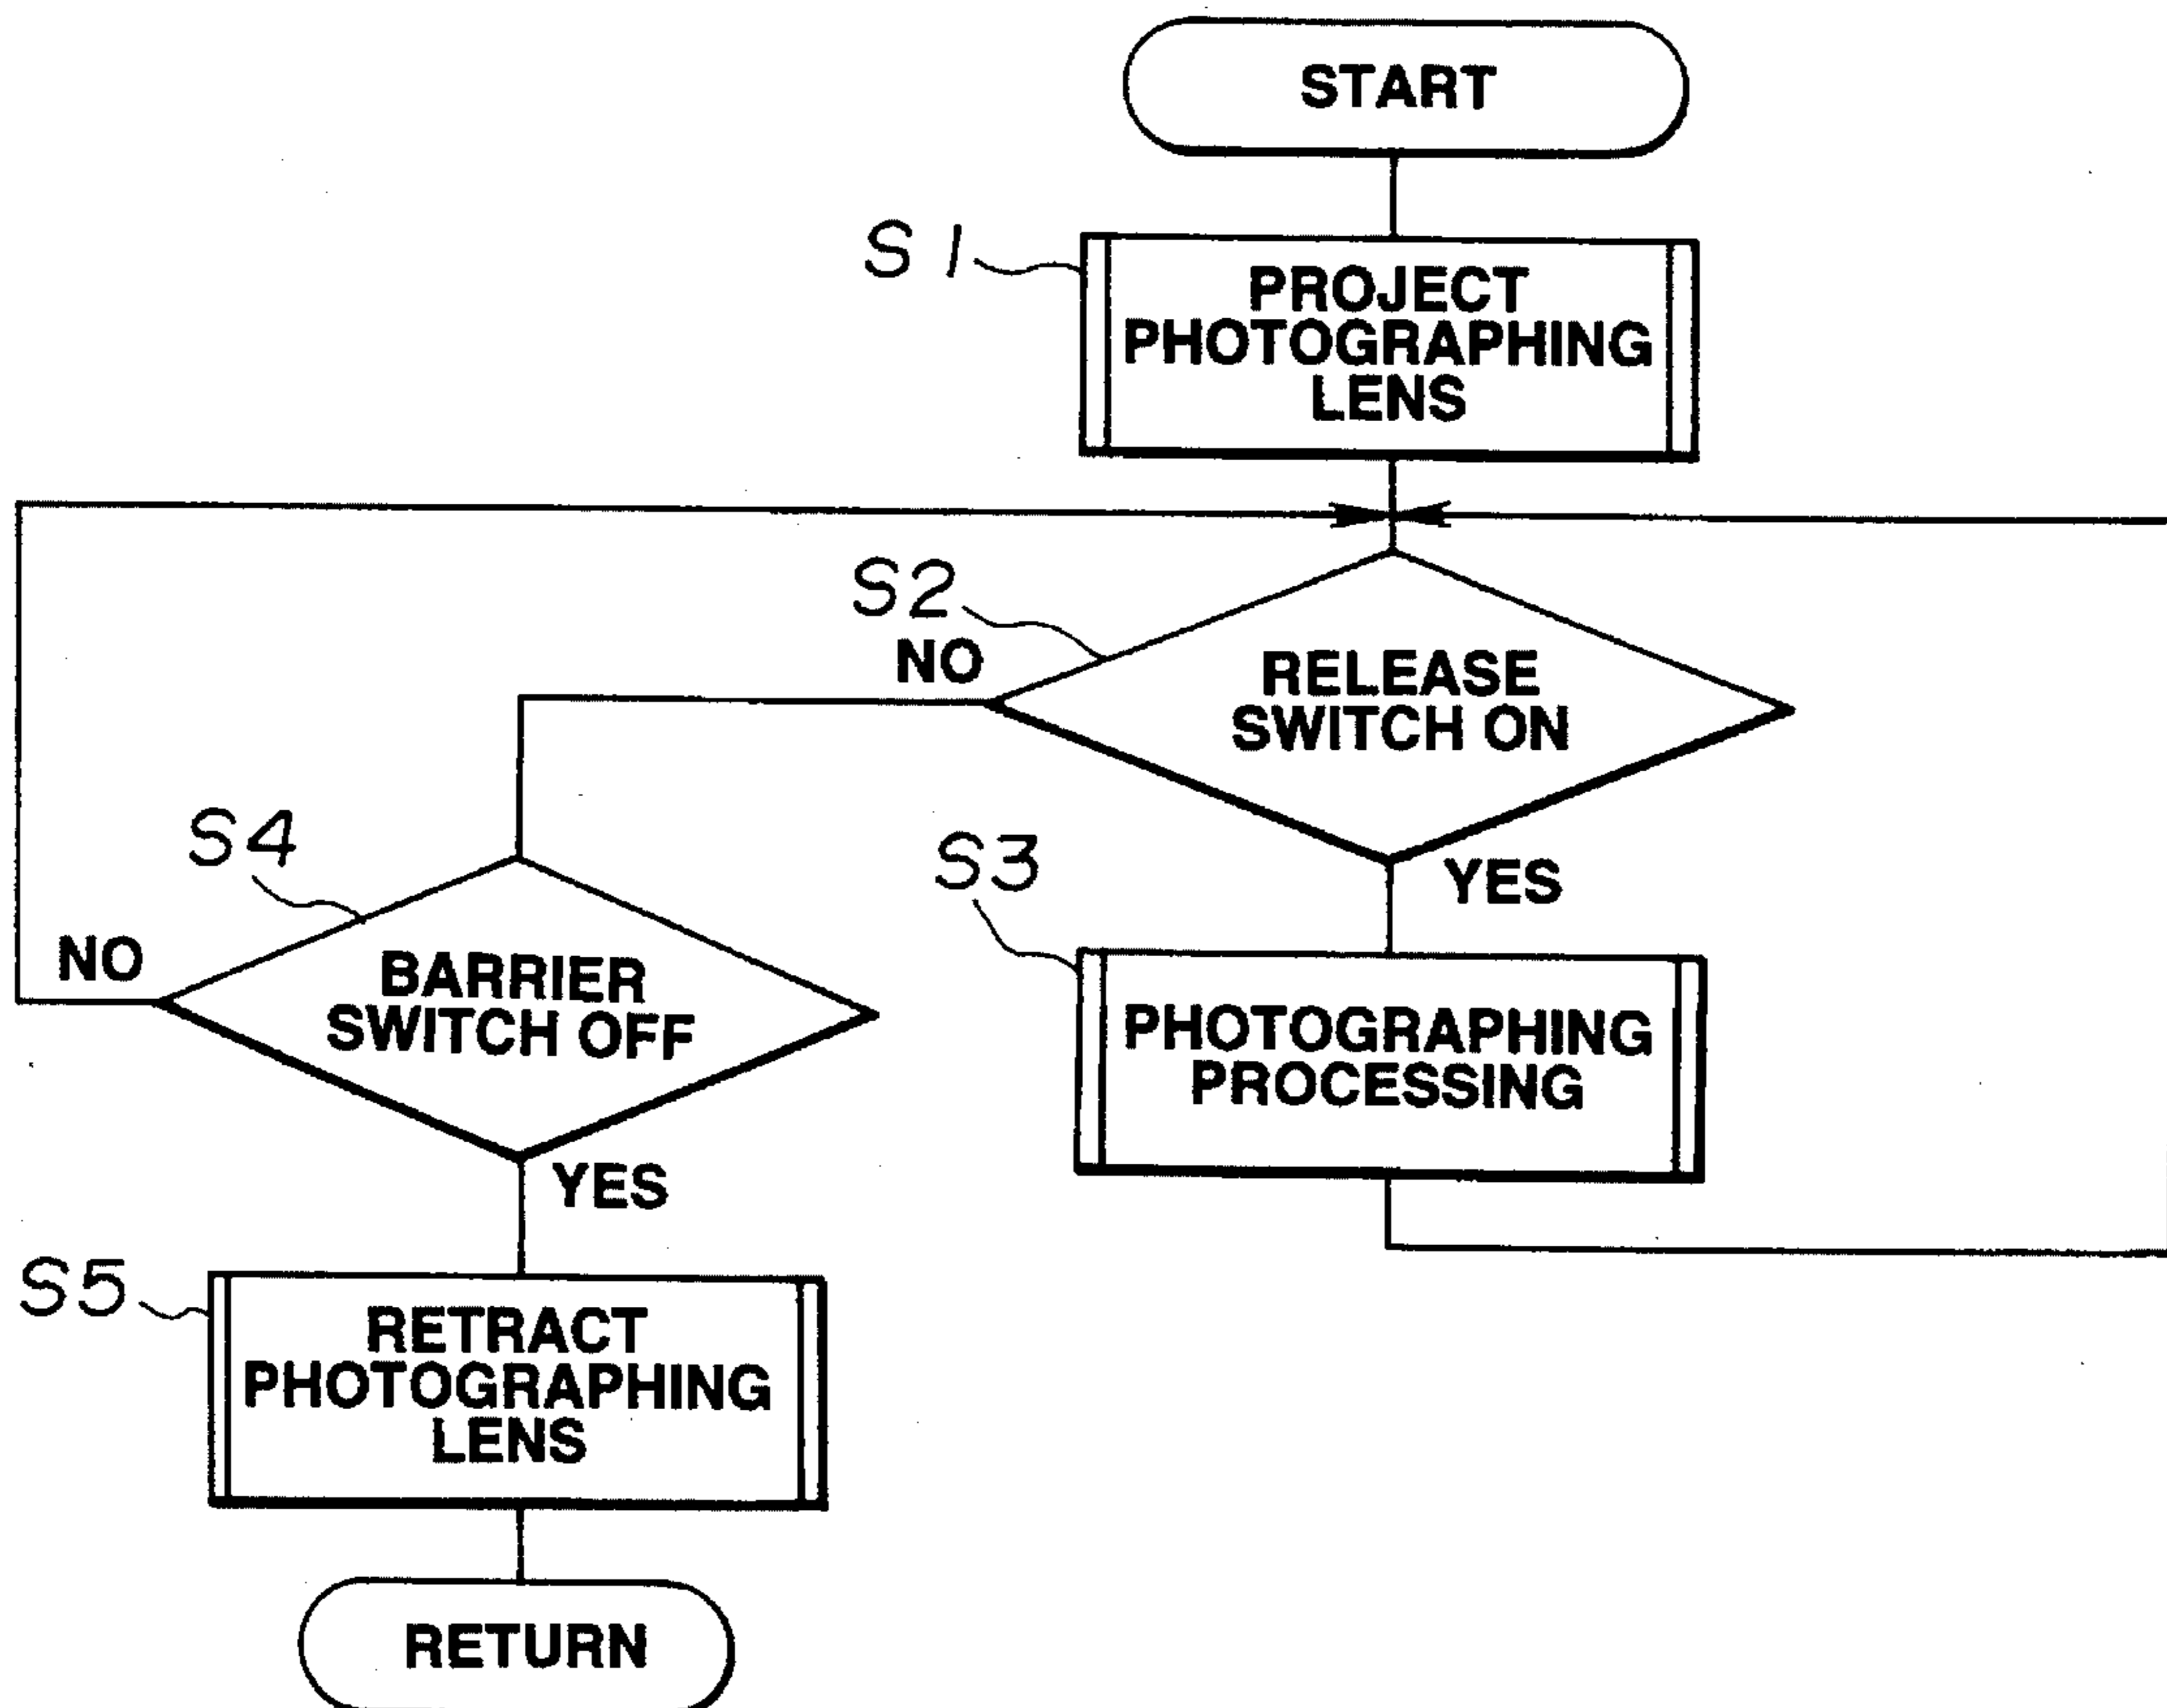 START
S1
PROJECT
PHOTOGRAPHING
LENS
S2
NO
RELEASE
SWITCH ON
YES
S4
NO
BARRIER
SWITCH OFF
YES
S3
PHOTOGRAPHING
PROCESSING
S5
RETRACT
PHOTOGRAPHING
LENS
RETURN